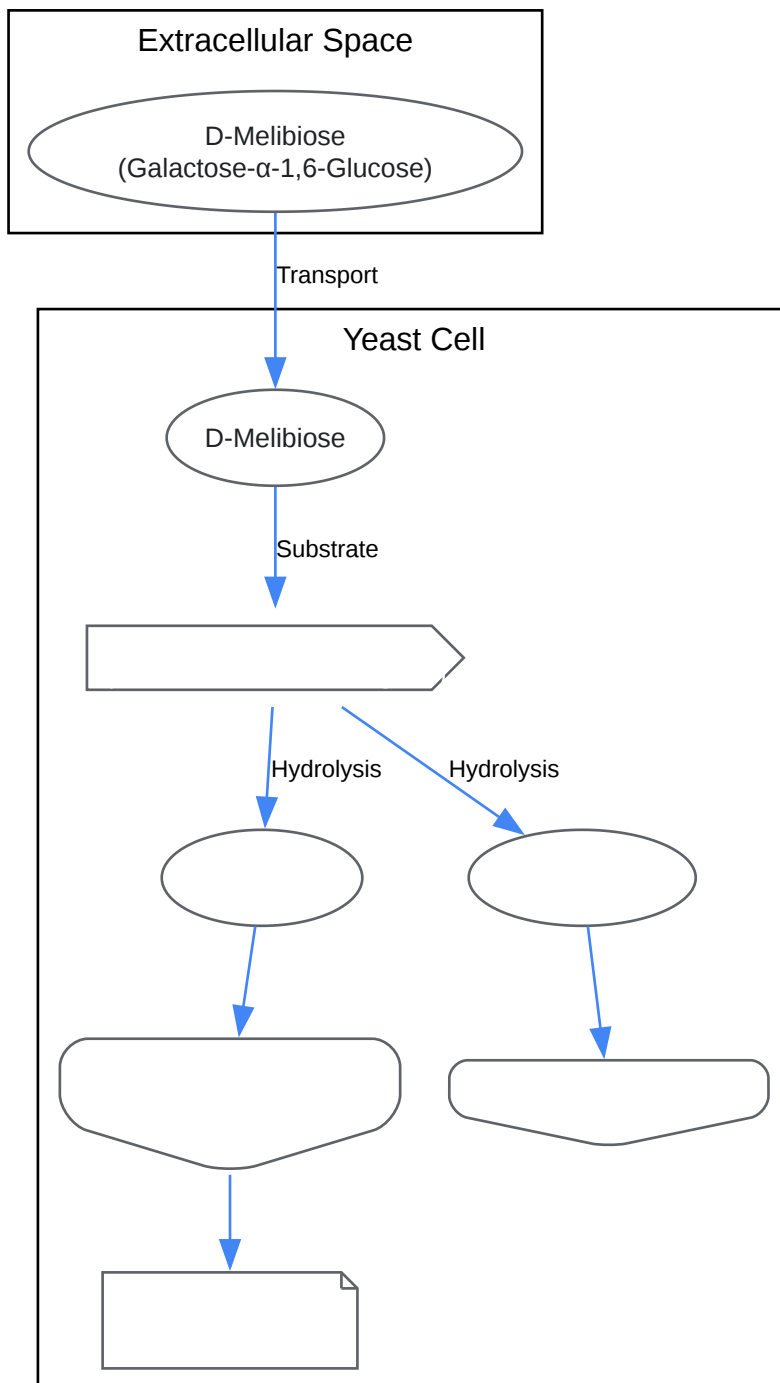 Extracellular Space
D-Melibiose
(Galactose-α-1,6-Glucose)
Transport
Yeast Cell
D-Melibiose
Substrate
Hydrolysis
Hydrolysis